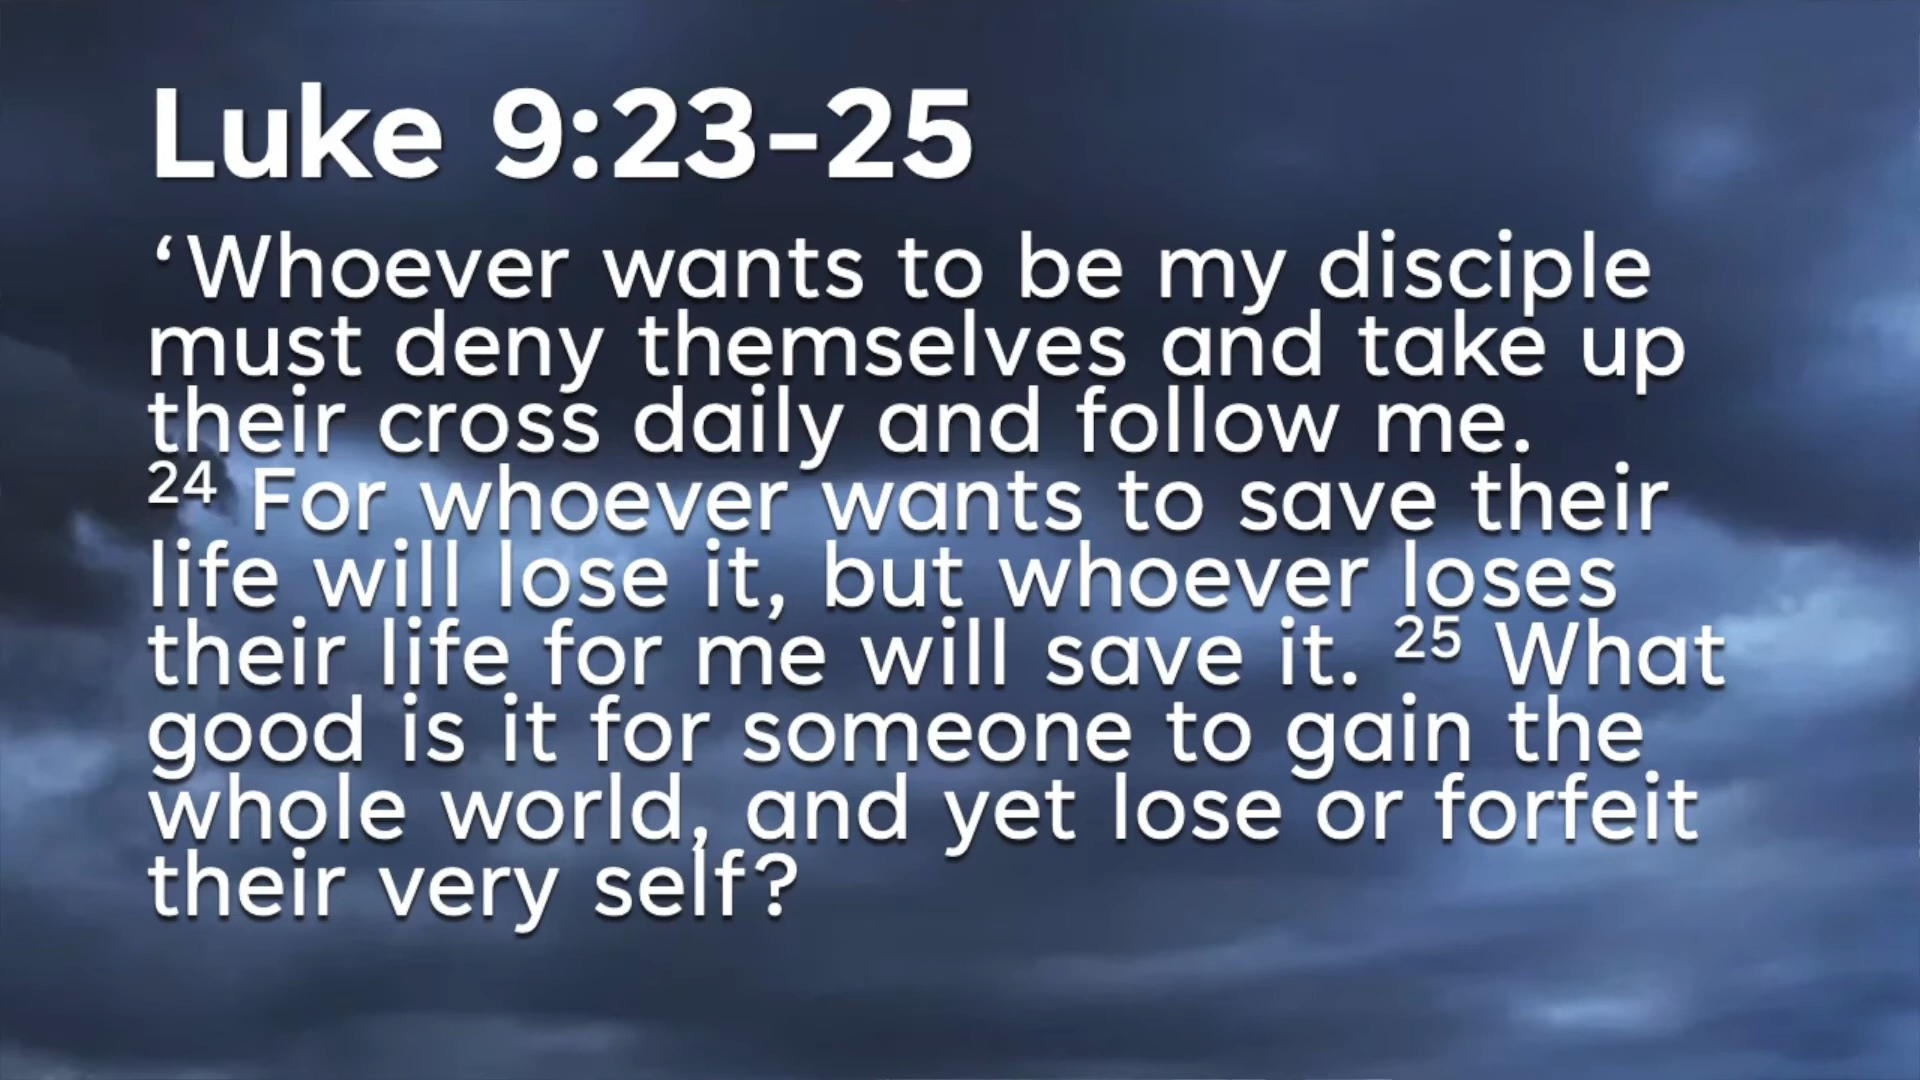 Luke 9:23-25
‘Whoever wants to be my disciple
must deny themselves and take up
their cross daily and follow me.
²⁴ For whoever wants to save their
life will lose it, but whoever loses
their life for me will save it. ²⁵ What
good is it for someone to gain the
whole world, and yet lose or forfeit
their very self?